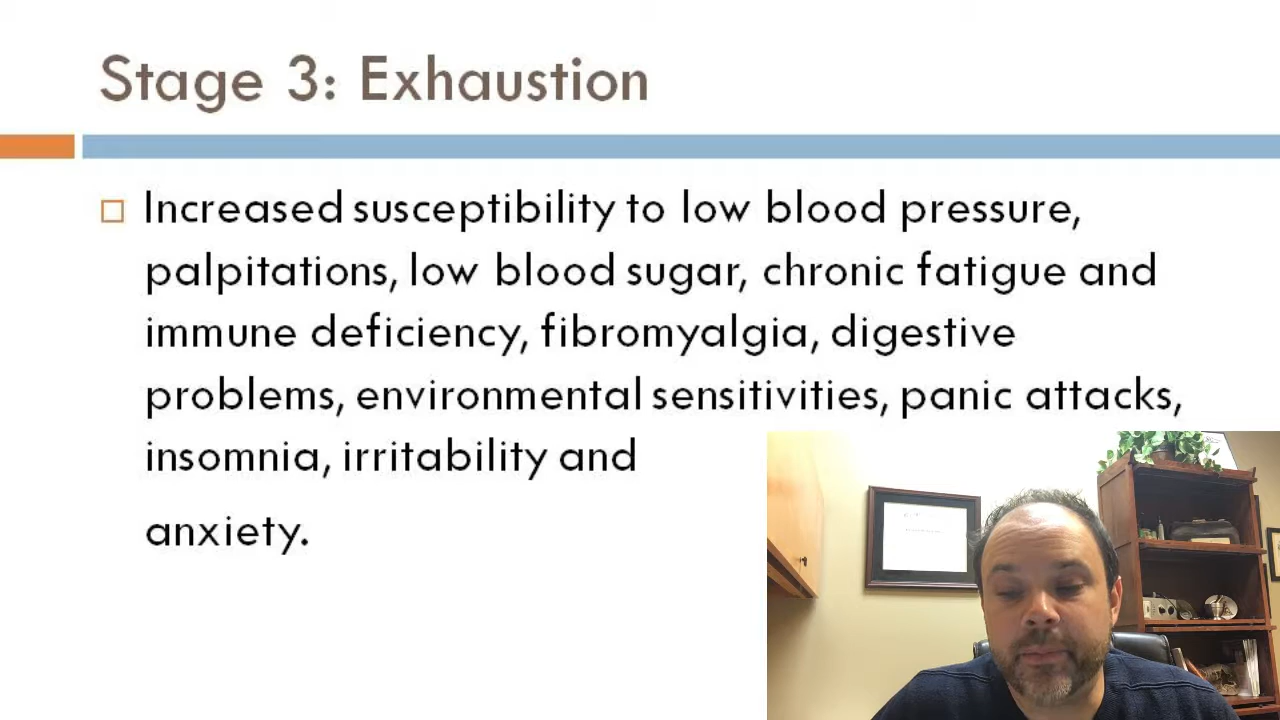 Stage 3: Exhaustion
Increased susceptibility to low blood pressure,
palpitations, low blood sugar, chronic fatigue and
immune deficiency, fibromyalgia, digestive
problems, environmental sensitivities, panic attacks,
insomnia, irritability and
anxiety.